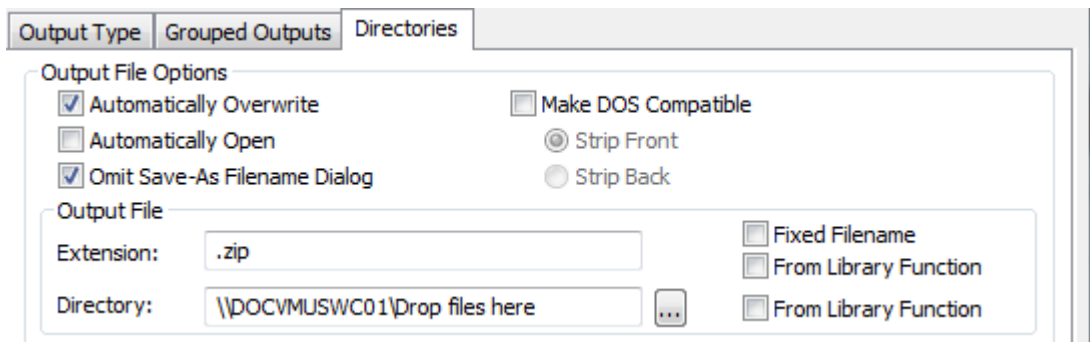 Output Type Grouped Outputs Directories
Output File Options
Automatically Overwrite Make DOS Compatible
Automatically Open Strip Front
Omit Save-As Filename Dialog Strip Back
Output File
Fixed Filename
Extension: .zip From Library Function
Directory: \\DOCVMUSWC01\Drop files here ... From Library Function